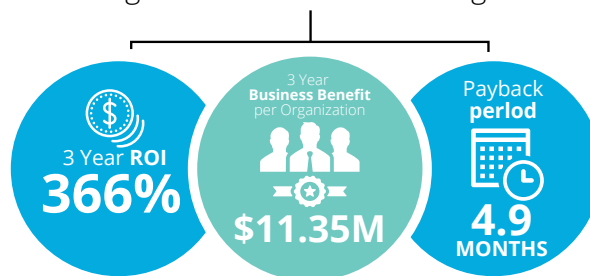 3 Year ROI
366%
3 Year
Business Benefit
per Organization
$11.35M
Payback
perlod
4.9
MONTHS